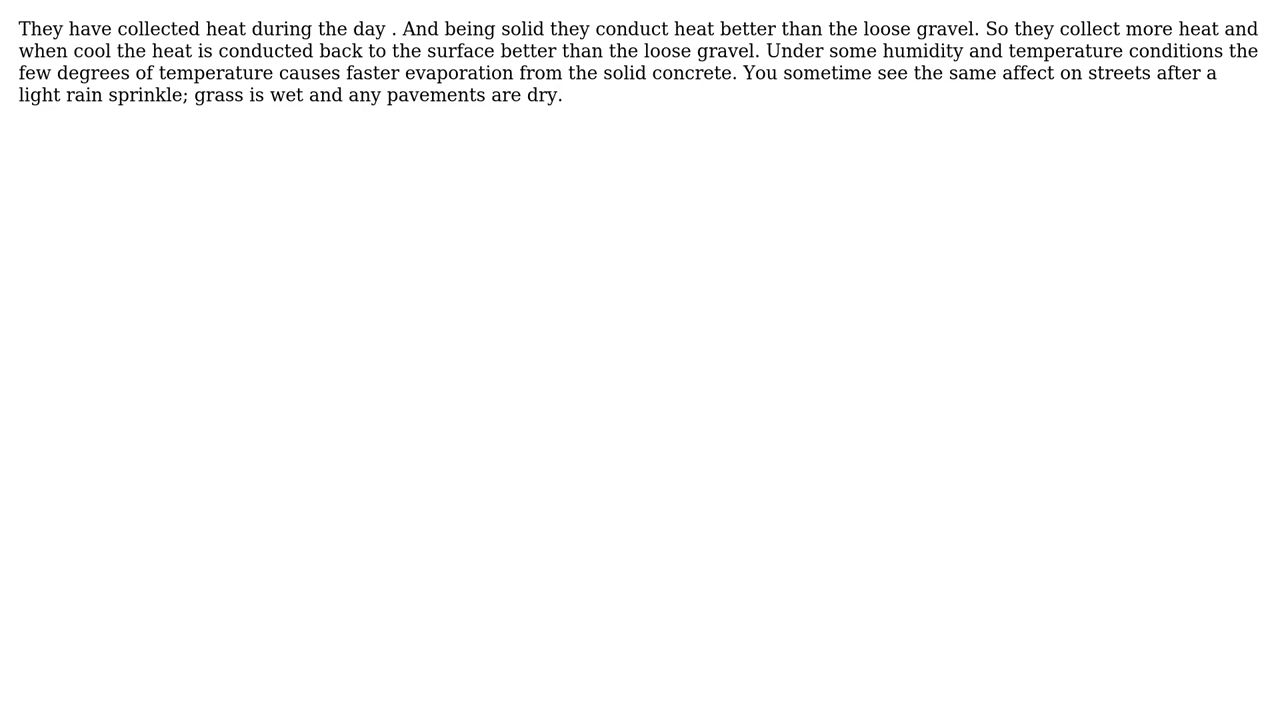 They have collected heat during the day . And being solid they conduct heat better than the loose gravel. So they collect more heat and
when cool the heat is conducted back to the surface better than the loose gravel. Under some humidity and temperature conditions the
few degrees of temperature causes faster evaporation from the solid concrete. You sometime see the same affect on streets after a
light rain sprinkle; grass is wet and any pavements are dry.